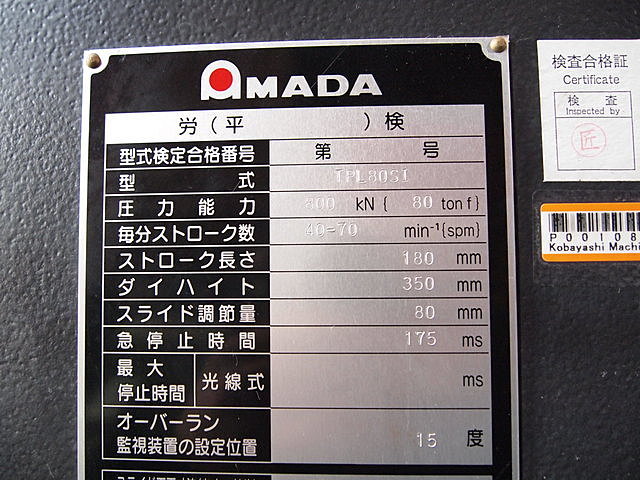 AMADA
労（平　　　　）検
型式検定合格番号 第　　　号
型　　式 TPL80S1
圧力能力 800 kN { 80 ton f}
毎分ストローク数 40=70 min⁻¹{spm}
ストローク長さ 180 mm
ダイハイト 350 mm
スライド調節量 80 mm
急停止時間 175 ms
最大停止時間 光線式 ms
オーバーラン
監視装置の設定位置 15 度
検査合格証
Certificate
検　査
Inspected by
匠
P00108
Kobayashi Machi